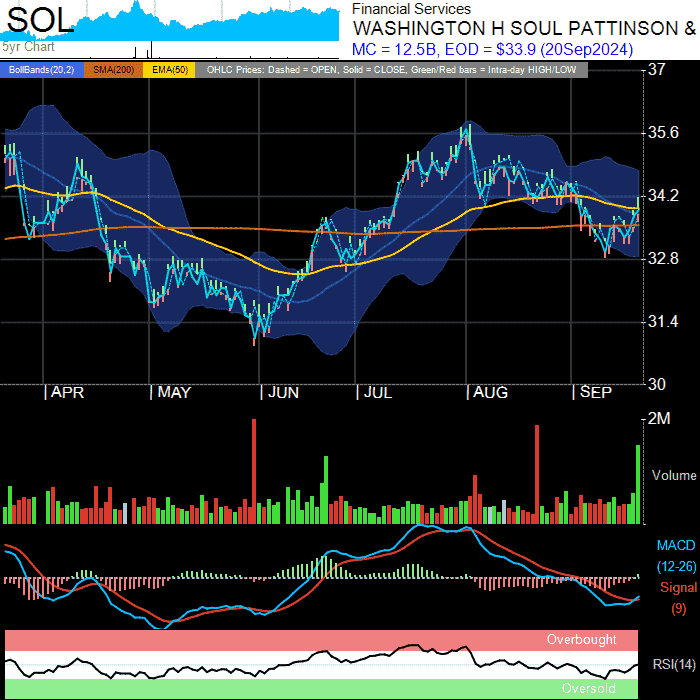 SOL
5yr Chart
Financial Services
WASHINGTON H SOUL PATTINSON &
MC = 12.5B, EOD = $33.9 (20Sep2024)
BollBands(20,2) SMA(200) EMA(50) OHLC Prices: Dashed = OPEN, Solid = CLOSE, Green/Red bars = Intra-day HIGH/LOW
37
35.6
34.2
32.8
31.4
30
APR MAY JUN JUL AUG SEP
2M
Volume
MACD
(12-26)
Signal
(9)
Overbought
RSI(14)
Oversold